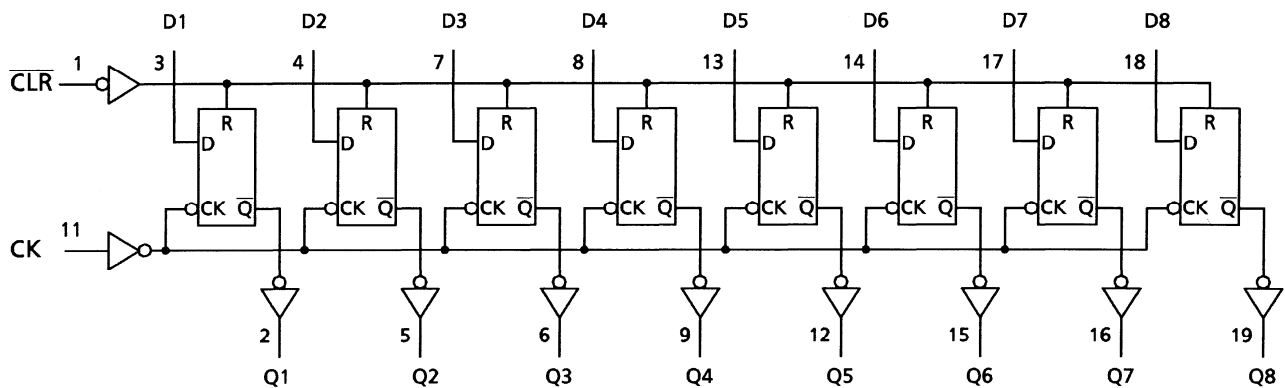 D1 D2 D3 D4 D5 D6 D7 D8
3 4 7 8 13 14 17 18
C̅L̅R̅ 1
R R R R R R R R
D D D D D D D D
CK Q̅ CK Q̅ CK Q̅ CK Q̅ CK Q̅ CK Q̅ CK Q̅ CK Q̅
CK 11
2 5 6 9 12 15 16 19
Q1 Q2 Q3 Q4 Q5 Q6 Q7 Q8